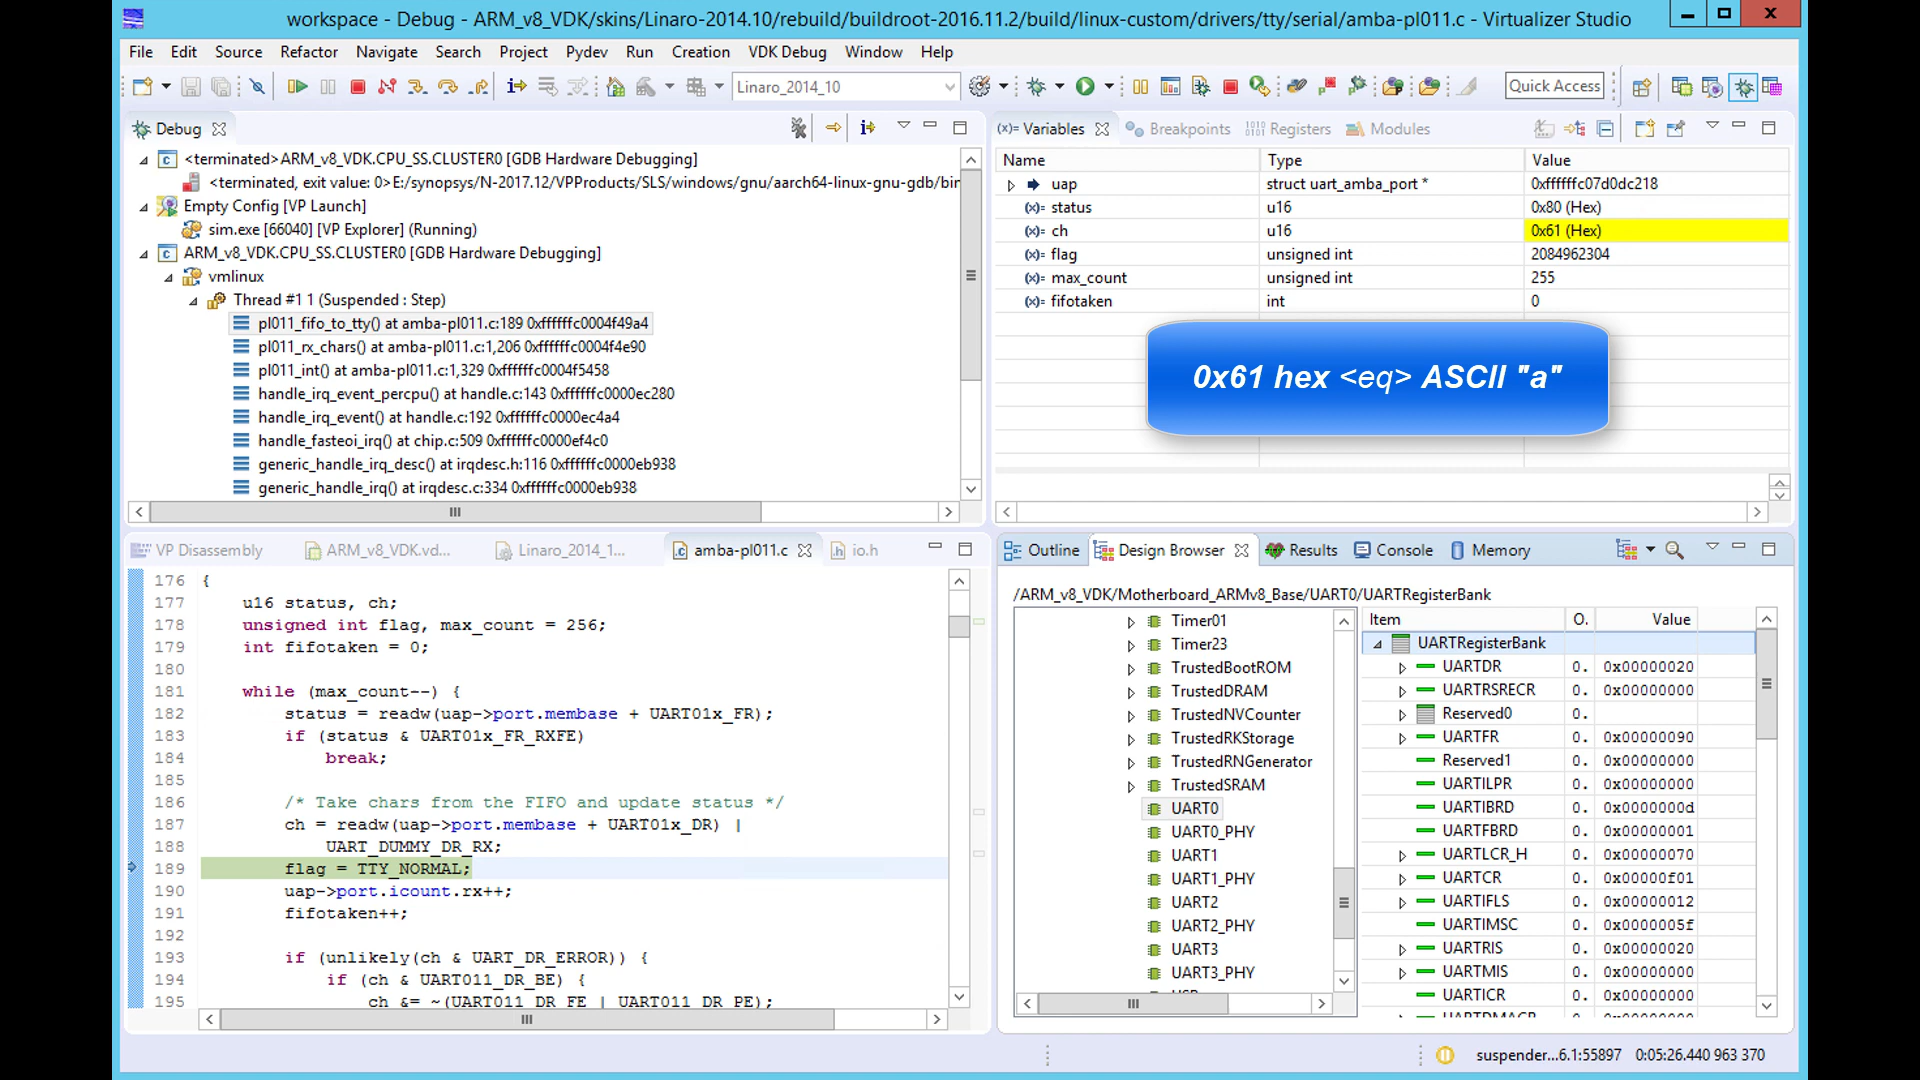 workspace - Debug - ARM_v8_VDK/skins/Linaro-2014.10/rebuild/buildroot-2016.11.2/build/linux-custom/drivers/tty/serial/amba-pl011.c - Virtualizer Studio
File Edit Source Refactor Navigate Search Project Pydev Run Creation VDK Debug Window Help
Linaro_2014_10
Quick Access
Debug
<terminated>ARM_v8_VDK.CPU_SS.CLUSTER0 [GDB Hardware Debugging]
<terminated, exit value: 0>E:/synopsys/N-2017.12/VPProducts/SLS/windows/gnu/aarch64-linux-gnu-gdb/bin
Empty Config [VP Launch]
sim.exe [66040] [VP Explorer] (Running)
ARM_v8_VDK.CPU_SS.CLUSTER0 [GDB Hardware Debugging]
vmlinux
Thread #1 1 (Suspended : Step)
pl011_fifo_to_tty() at amba-pl011.c:189 0xffffffc0004f49a4
pl011_rx_chars() at amba-pl011.c:1,206 0xffffffc0004f4e90
pl011_int() at amba-pl011.c:1,329 0xffffffc0004f5458
handle_irq_event_percpu() at handle.c:143 0xffffffc0000ec280
handle_irq_event() at handle.c:192 0xffffffc0000ec4a4
handle_fasteoi_irq() at chip.c:509 0xffffffc0000ef4c0
generic_handle_irq_desc() at irqdesc.h:116 0xffffffc0000eb938
generic_handle_irq() at irqdesc.c:334 0xffffffc0000eb938
(x)= Variables Breakpoints Registers Modules
Name Type Value
uap struct uart_amba_port * 0xffffffc07d0dc218
(x)= status u16 0x80 (Hex)
(x)= ch u16 0x61 (Hex)
(x)= flag unsigned int 2084962304
(x)= max_count unsigned int 255
(x)= fifotaken int 0
0x61 hex <eq> ASCII "a"
VP Disassembly ARM_v8_VDK.vd... Linaro_2014_1... amba-pl011.c io.h
176 {
177 u16 status, ch;
178 unsigned int flag, max_count = 256;
179 int fifotaken = 0;
180
181 while (max_count--) {
182 status = readw(uap->port.membase + UART01x_FR);
183 if (status & UART01x_FR_RXFE)
184 break;
185
186 /* Take chars from the FIFO and update status */
187 ch = readw(uap->port.membase + UART01x_DR) |
188 UART_DUMMY_DR_RX;
189 flag = TTY_NORMAL;
190 uap->port.icount.rx++;
191 fifotaken++;
192
193 if (unlikely(ch & UART_DR_ERROR)) {
194 if (ch & UART011_DR_BE) {
195 ch &= ~(UART011_DR_FE | UART011_DR_PE);
Outline Design Browser Results Console Memory
/ARM_v8_VDK/Motherboard_ARMv8_Base/UART0/UARTRegisterBank
Timer01
Timer23
TrustedBootROM
TrustedDRAM
TrustedNVCounter
TrustedRKStorage
TrustedRNGenerator
TrustedSRAM
UART0
UART0_PHY
UART1
UART1_PHY
UART2
UART2_PHY
UART3
UART3_PHY
Item O. Value
UARTRegisterBank
UARTDR 0. 0x00000020
UARTRSRECR 0. 0x00000000
Reserved0 0.
UARTFR 0. 0x00000090
Reserved1 0. 0x00000000
UARTILPR 0. 0x00000000
UARTIBRD 0. 0x0000000d
UARTFBRD 0. 0x00000001
UARTLCR_H 0. 0x00000070
UARTCR 0. 0x00000f01
UARTIFLS 0. 0x00000012
UARTIMSC 0. 0x0000005f
UARTRIS 0. 0x00000020
UARTMIS 0. 0x00000000
UARTICR 0. 0x00000000
UARTDMACR 0. 0x00000000
suspender...6.1:55897 0:05:26.440 963 370